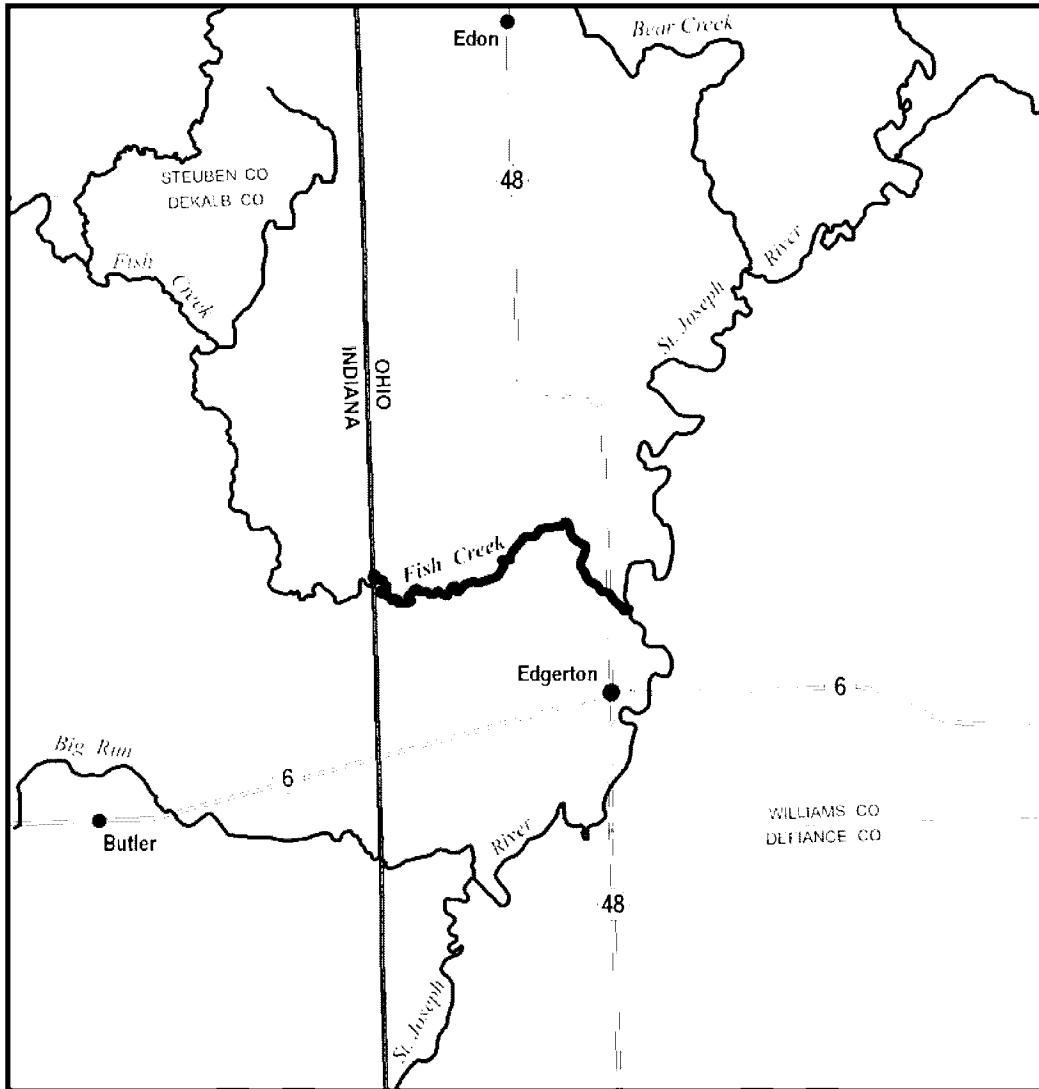 Edon
Bear Creek
48
STEUBEN CO
DEKALB CO
Fish Creek
River
St. Joseph
OHIO
INDIANA
Fish Creek
Edgerton
6
Big Run
6
Butler
River
WILLIAMS CO
DEFIANCE CO
48
St. Joseph